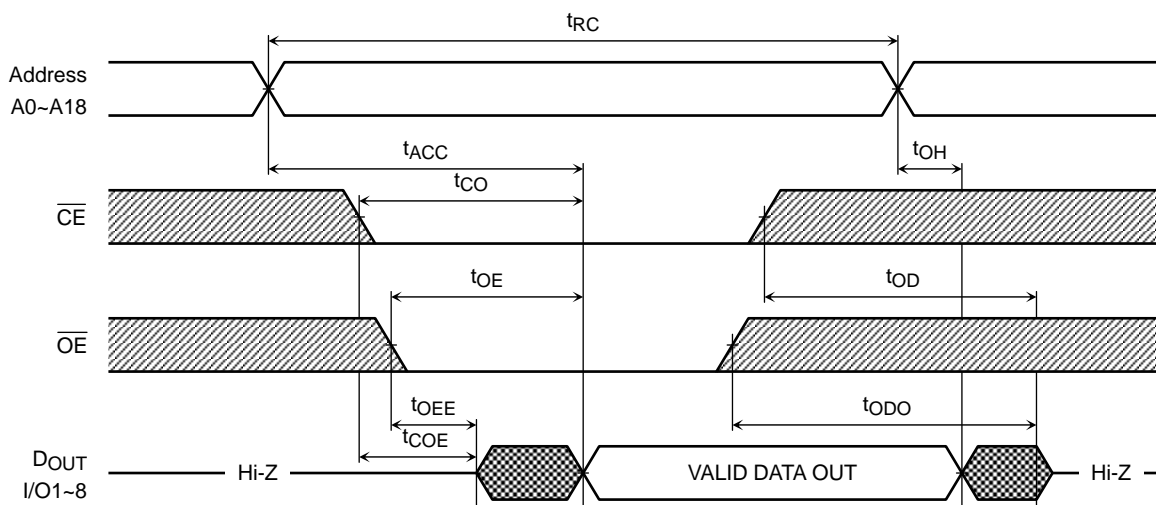 tRC
Address
A0~A18
tACC
tOH
tCO
CE
tOE
tOD
OE
tOEE
tODO
tCOE
DOUT
I/O1~8
Hi-Z
VALID DATA OUT
Hi-Z